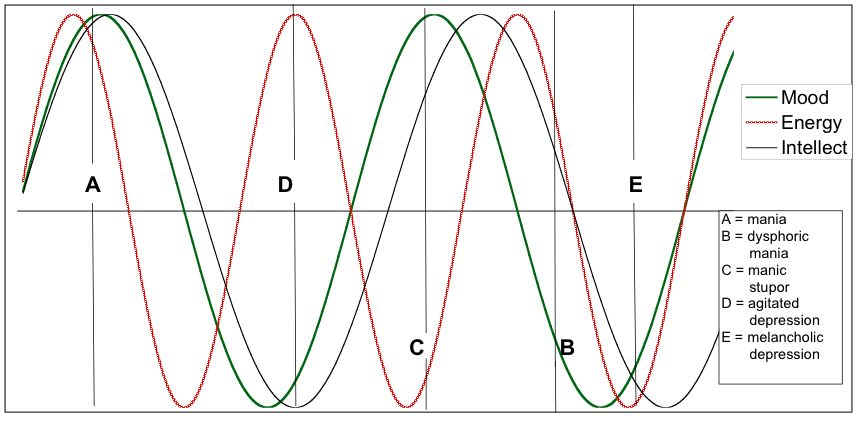 Mood
Energy
Intellect
A
D
E
C
B
A = mania
B = dysphoric
mania
C = manic
stupor
D = agitated
depression
E = melancholic
depression